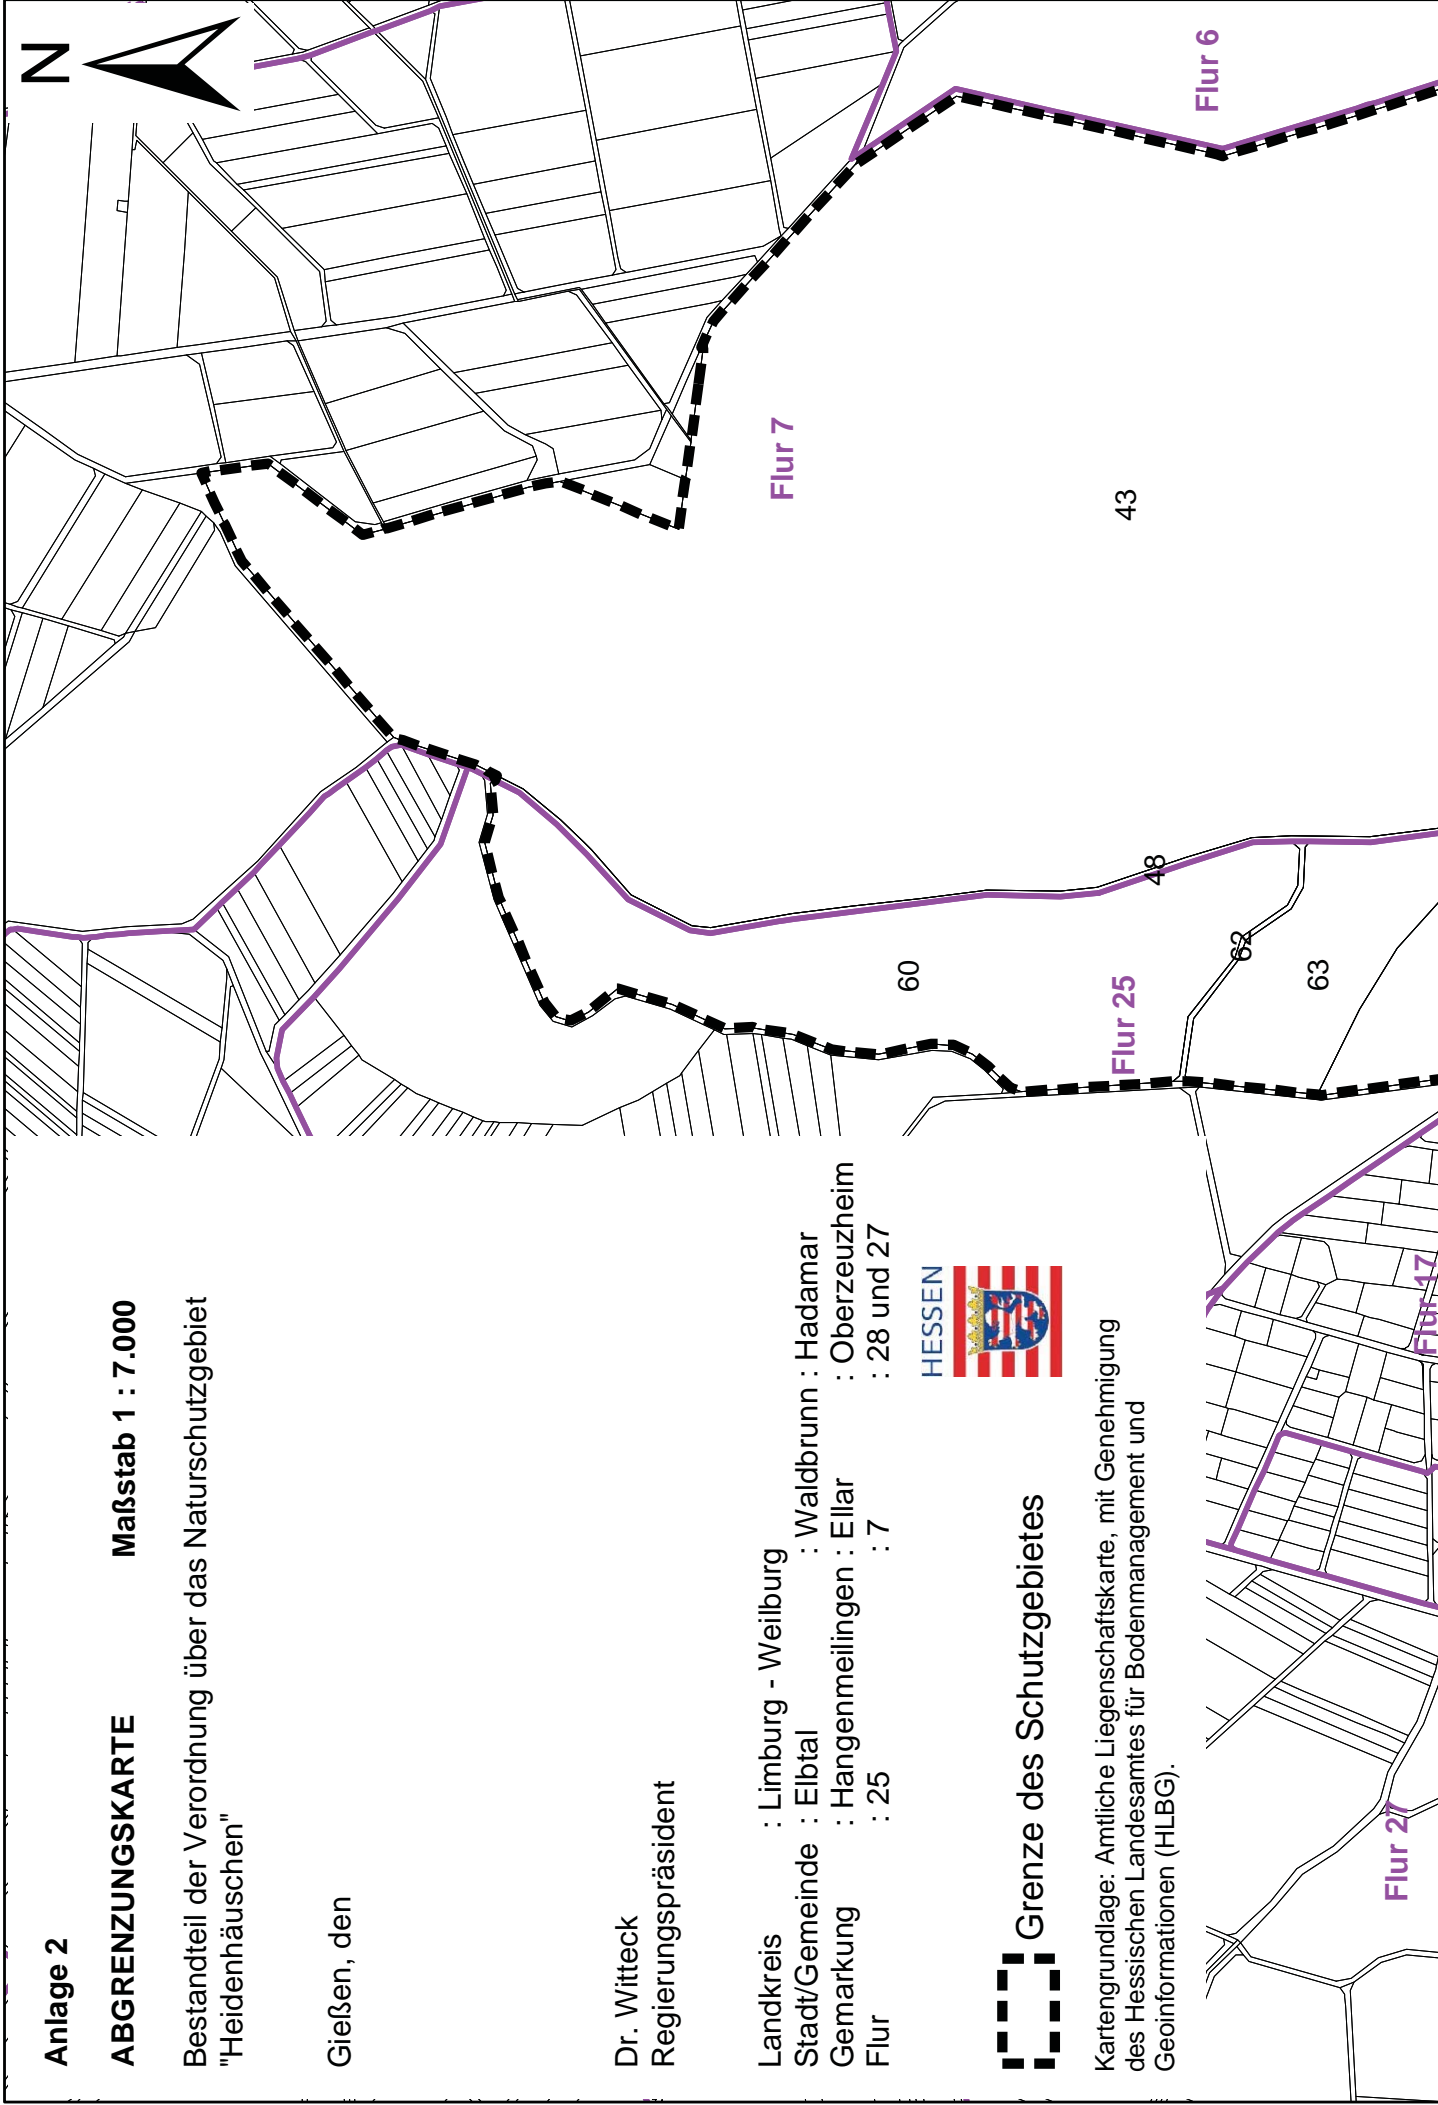 Anlage 2
ABGRENZUNGSKARTE Maßstab 1 : 7.000
Bestandteil der Verordnung über das Naturschutzgebiet
"Heidenhäuschen"
Gießen, den
Dr. Witteck
Regierungspräsident
Landkreis : Limburg - Weilburg
Stadt/Gemeinde : Elbtal : Waldbrunn : Hadamar
Gemarkung : Hangenmeilingen : Ellar : Oberzeuzheim
Flur : 25 : 7 : 28 und 27
HESSEN
Grenze des Schutzgebietes
Kartengrundlage: Amtliche Liegenschaftskarte, mit Genehmigung
des Hessischen Landesamtes für Bodenmanagement und
Geoinformationen (HLBG).
N
Flur 6
Flur 7
43
48
60
62
63
Flur 25
Flur 17
Flur 27